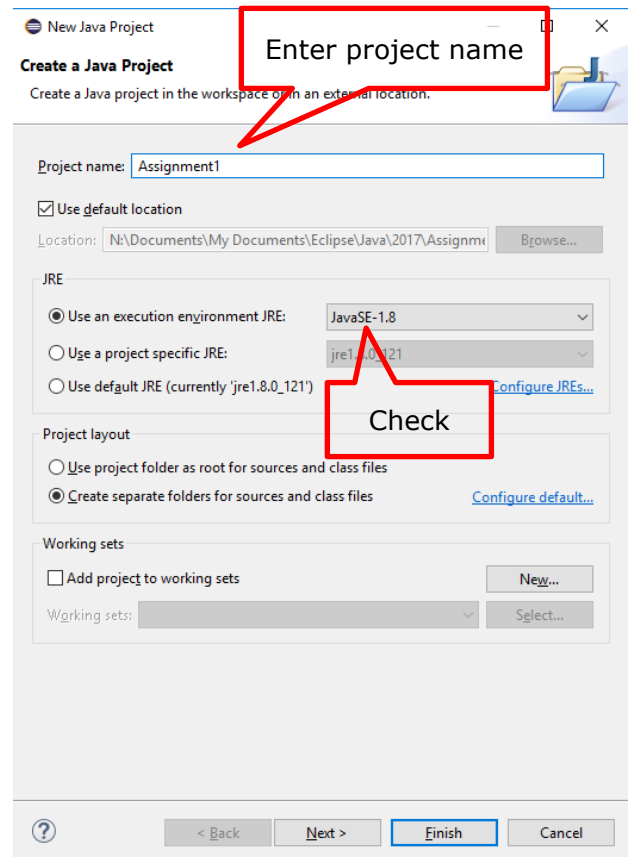 New Java Project
Enter project name
Create a Java Project
Create a Java project in the workspace or in an external location.
Project name: Assignment1
Use default location
Location: N:\Documents\My Documents\Eclipse\Java\2017\Assignme Browse...
JRE
Use an execution environment JRE: JavaSE-1.8
Use a project specific JRE: jre1.8.0_121
Use default JRE (currently 'jre1.8.0_121') Configure JREs...
Check
Project layout
Use project folder as root for sources and class files
Create separate folders for sources and class files Configure default...
Working sets
Add project to working sets New...
Working sets: Select...
< Back Next > Finish Cancel